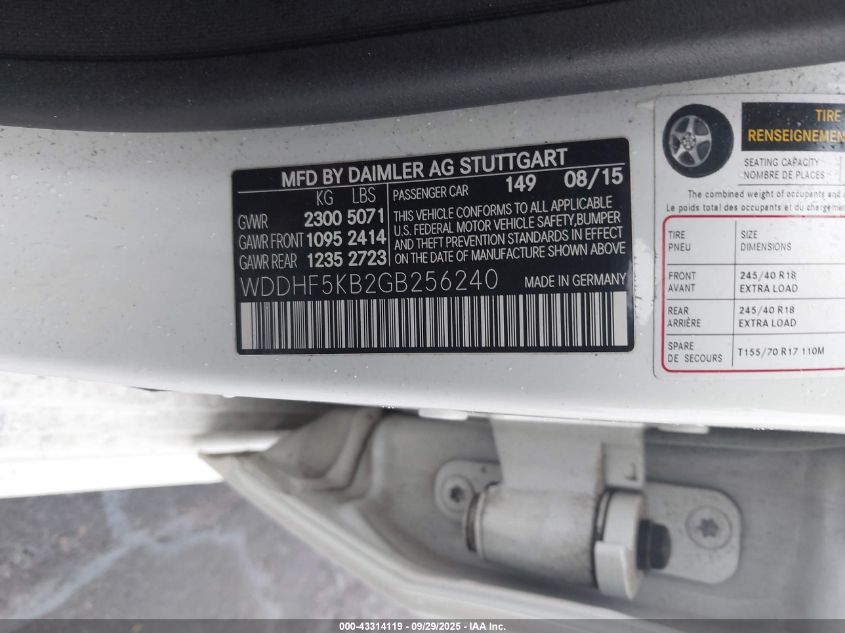 MFD BY DAIMLER AG STUTTGART
KG LBS PASSENGER CAR 149 08/15
GVWR 2300 5071
GAWR FRONT 1095 2414
GAWR REAR 1235 2723
THIS VEHICLE CONFORMS TO ALL APPLICABLE
U.S. FEDERAL MOTOR VEHICLE SAFETY, BUMPER
AND THEFT PREVENTION STANDARDS IN EFFECT
ON THE DATE OF MANUFACTURE SHOWN ABOVE
WDDHF5KB2GB256240 MADE IN GERMANY
TIRE
SEATING CAPACITY
NOMBRE DE PLACES
The combined weight of occupants and
Le poids total des occupants et du
TIRE SIZE
PNEU DIMENSIONS
FRONT 245/40 R18
AVANT EXTRA LOAD
REAR 245/40 R18
ARRIÈRE EXTRA LOAD
SPARE
DE SECOURS T155/70 R17 110M
000-43314119 09/29/2025 IAA Inc.